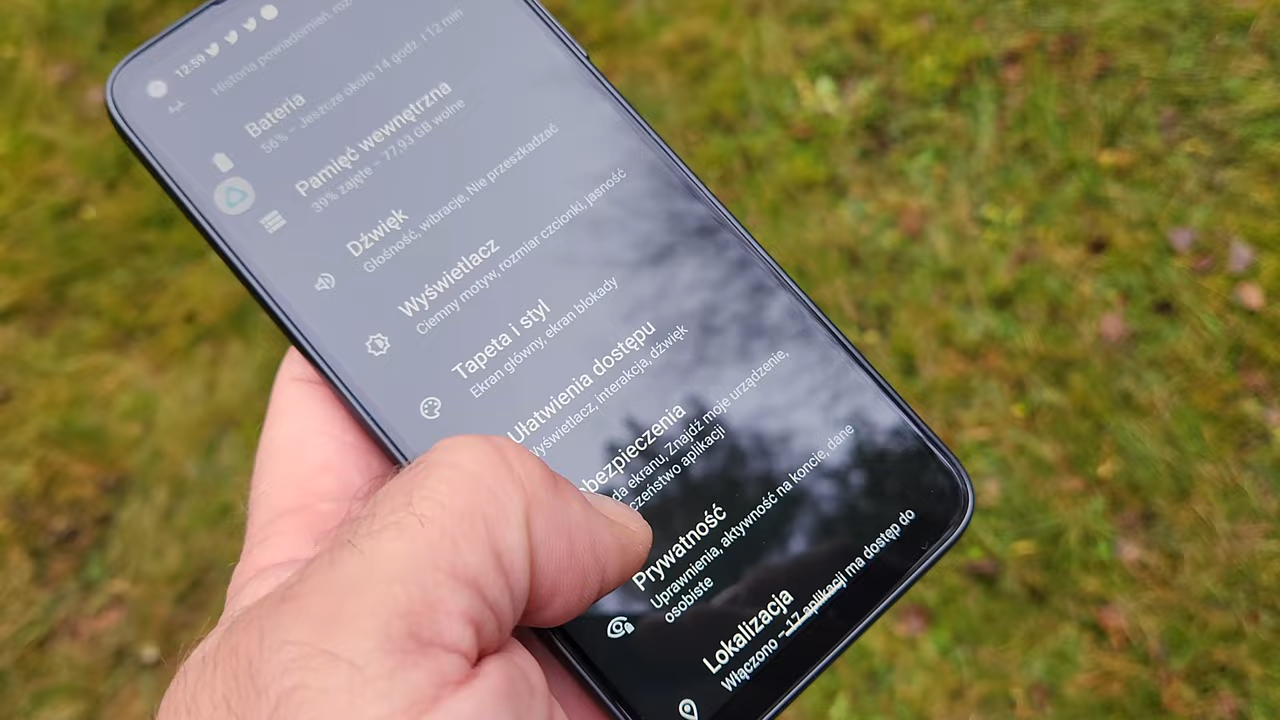 12:59
Historia powiadomień, roz
Bateria
56% – Jeszcze około 14 godz. i 12 min
Pamięć wewnętrzna
39% zajęte – 77,93 GB wolne
Dźwięk
Głośność, wibracje, Nie przeszkadzać
Wyświetlacz
Ciemny motyw, rozmiar czcionki, jasność
Tapeta i styl
Ekran główny, ekran blokady
Ułatwienia dostępu
Wyświetlacz, interakcja, dźwięk
bezpieczenia
da ekranu, Znajdź moje urządzenie,
czeństwo aplikacji
Prywatność
Uprawnienia, aktywność na koncie, dane
osobiste
Lokalizacja
Włączono – 17 aplikacji ma dostęp do